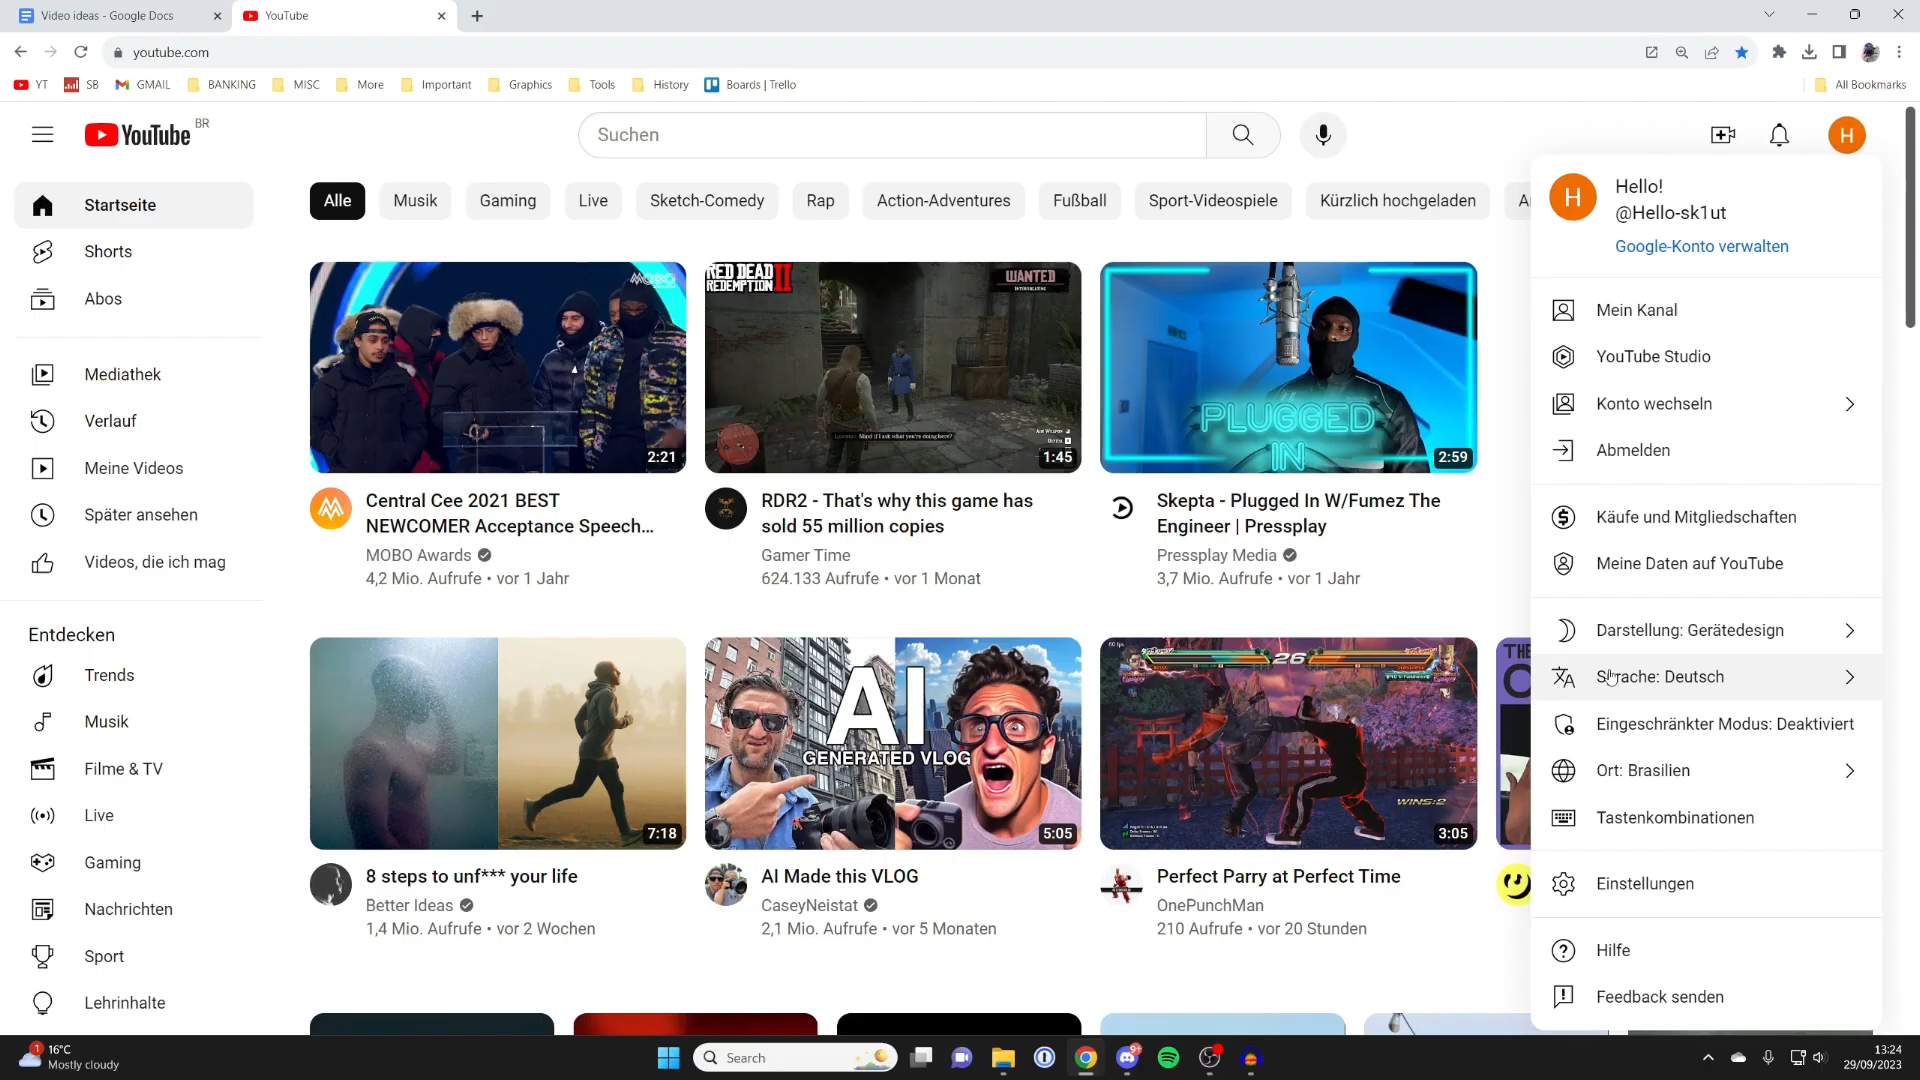 Video ideas - Google Docs
YouTube
youtube.com
YT
SB
GMAIL
BANKING
MISC
More
Important
Graphics
Tools
History
Boards | Trello
All Bookmarks
YouTube BR
Suchen
H
Startseite
Shorts
Abos
Mediathek
Verlauf
Meine Videos
Später ansehen
Videos, die ich mag
Entdecken
Trends
Musik
Filme & TV
Live
Gaming
Nachrichten
Sport
Lehrinhalte
Alle
Musik
Gaming
Live
Sketch-Comedy
Rap
Action-Adventures
Fußball
Sport-Videospiele
Kürzlich hochgeladen
MOBO
2:21
Central Cee 2021 BEST
NEWCOMER Acceptance Speech...
MOBO Awards
4,2 Mio. Aufrufe • vor 1 Jahr
RED DEAD
REDEMPTION II
WANTED
1:45
RDR2 - That's why this game has
sold 55 million copies
Gamer Time
624.133 Aufrufe • vor 1 Monat
PLUGGED
IN
2:59
Skepta - Plugged In W/Fumez The
Engineer | Pressplay
Pressplay Media
3,7 Mio. Aufrufe • vor 1 Jahr
7:18
8 steps to unf*** your life
Better Ideas
1,4 Mio. Aufrufe • vor 2 Wochen
AI
GENERATED VLOG
5:05
AI Made this VLOG
CaseyNeistat
2,1 Mio. Aufrufe • vor 5 Monaten
60 fps
26
WINS:2
3:05
Perfect Parry at Perfect Time
OnePunchMan
210 Aufrufe • vor 20 Stunden
H
Hello!
@Hello-sk1ut
Google-Konto verwalten
Mein Kanal
YouTube Studio
Konto wechseln
Abmelden
Käufe und Mitgliedschaften
Meine Daten auf YouTube
Darstellung: Gerätedesign
Sprache: Deutsch
Eingeschränkter Modus: Deaktiviert
Ort: Brasilien
Tastenkombinationen
Einstellungen
Hilfe
Feedback senden
1
16°C
Mostly cloudy
Search
9+
13:24
29/09/2023